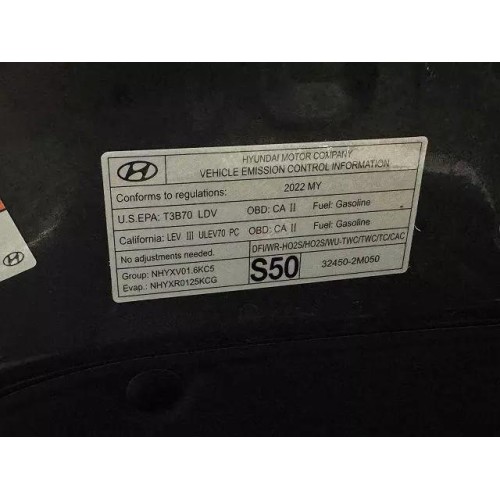 HYUNDAI MOTOR COMPANY
VEHICLE EMISSION CONTROL INFORMATION
Conforms to regulations: 2022 MY
U.S.EPA: T3B70 LDV OBD: CA II Fuel: Gasoline
California: LEV III ULEV70 PC OBD: CA II Fuel: Gasoline
No adjustments needed. DFI/WR-HO2S/HO2S/WU-TWC/TWC/TC/CAC
Group: NHYXV01.6KC5 S50 32450-2M050
Evap.: NHYXR0125KCG